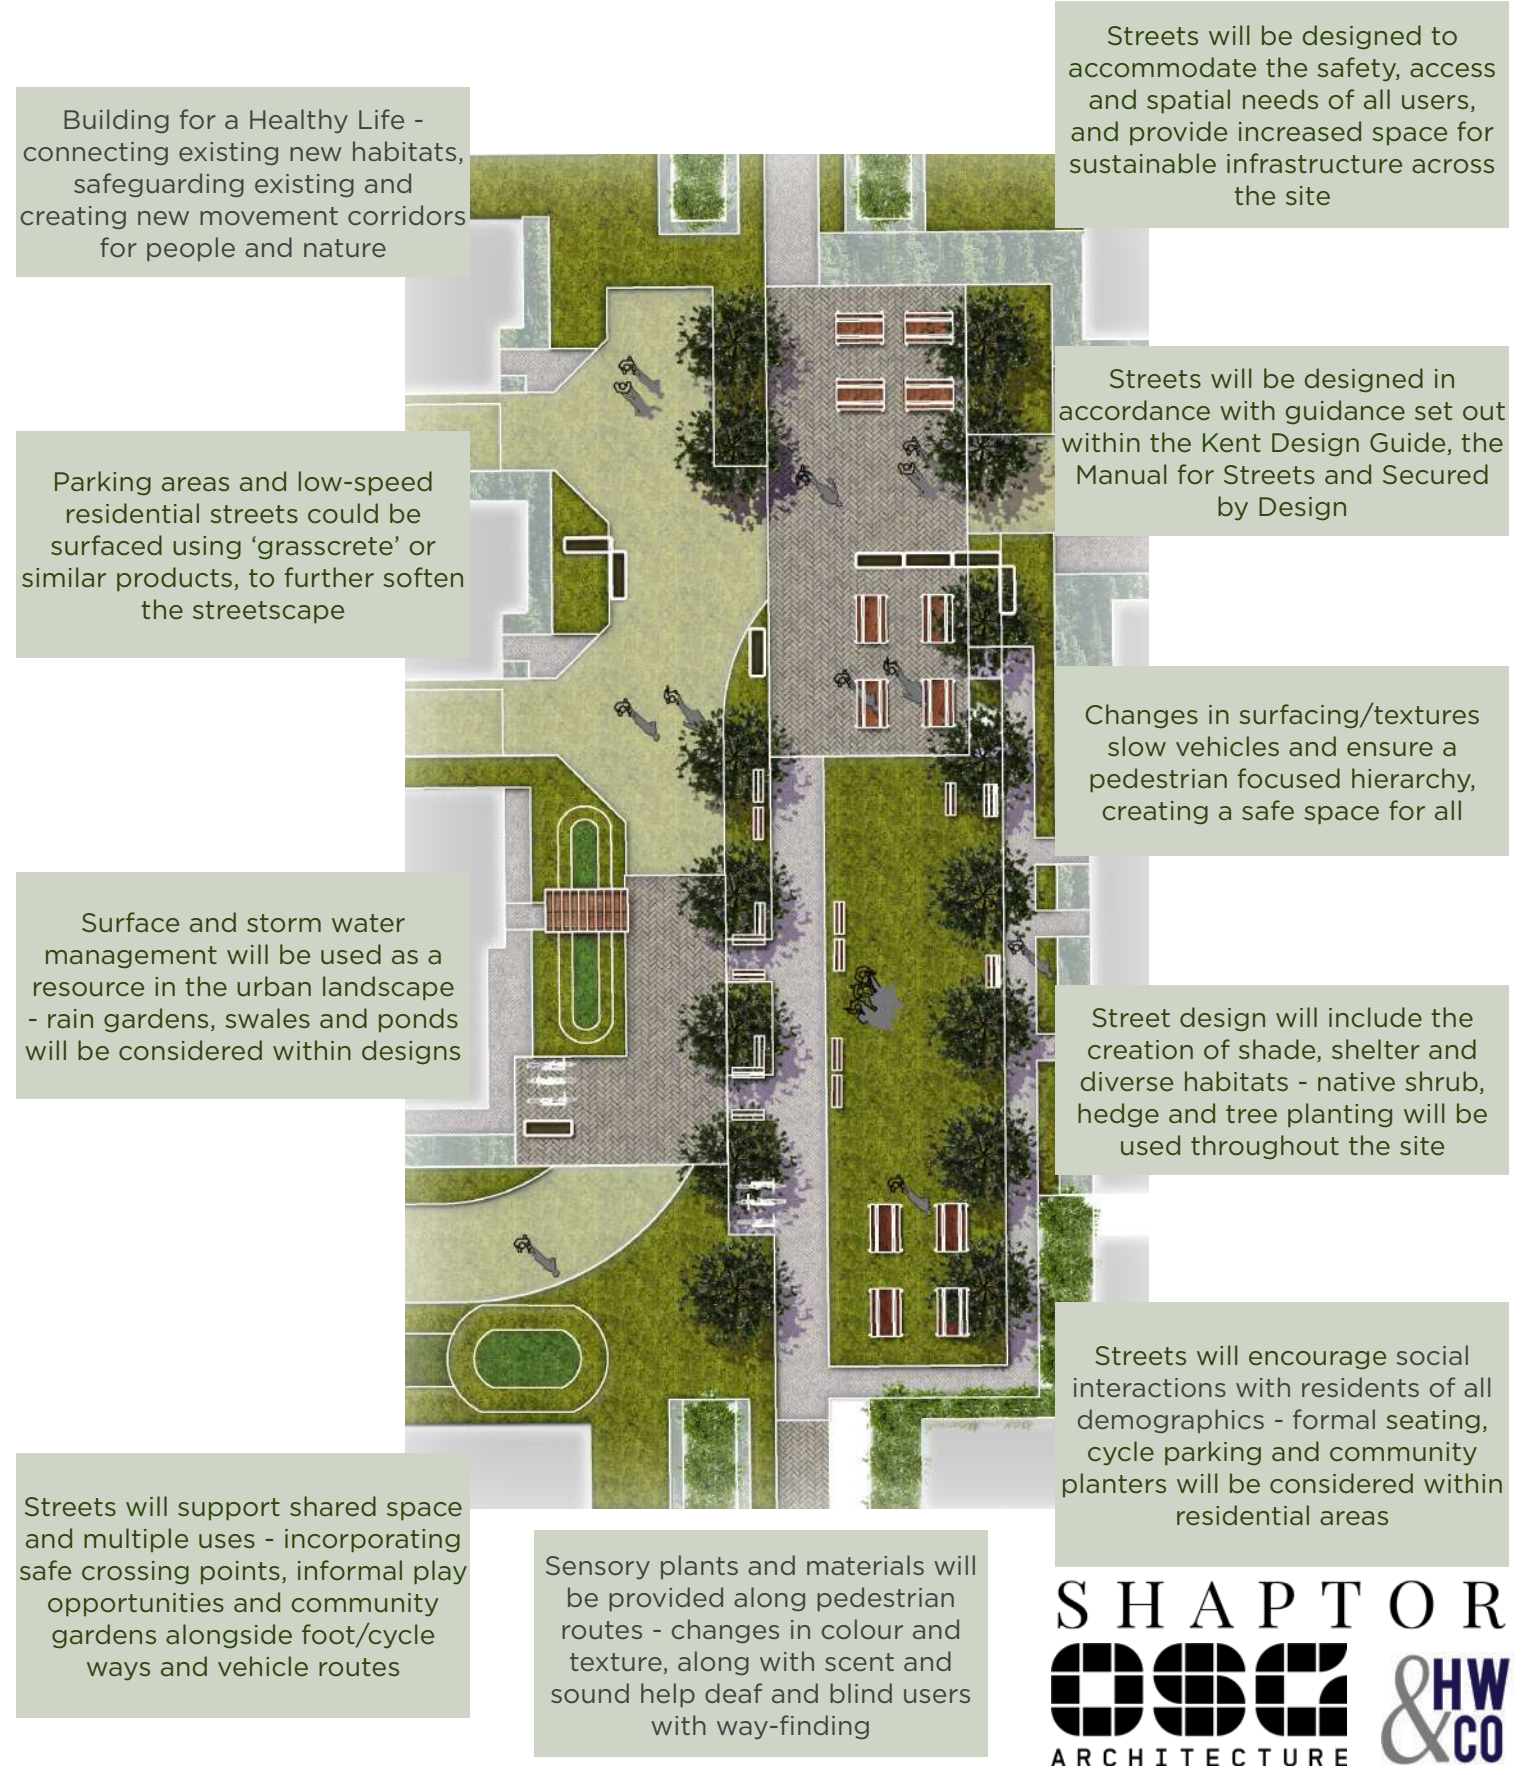 Building for a Healthy Life -
connecting existing new habitats,
safeguarding existing and
creating new movement corridors
for people and nature
Parking areas and low-speed
residential streets could be
surfaced using ‘grasscrete’ or
similar products, to further soften
the streetscape
Surface and storm water
management will be used as a
resource in the urban landscape
- rain gardens, swales and ponds
will be considered within designs
Streets will support shared space
and multiple uses - incorporating
safe crossing points, informal play
opportunities and community
gardens alongside foot/cycle
ways and vehicle routes
Sensory plants and materials will
be provided along pedestrian
routes - changes in colour and
texture, along with scent and
sound help deaf and blind users
with way-finding
Streets will be designed to
accommodate the safety, access
and spatial needs of all users,
and provide increased space for
sustainable infrastructure across
the site
Streets will be designed in
accordance with guidance set out
within the Kent Design Guide, the
Manual for Streets and Secured
by Design
Changes in surfacing/textures
slow vehicles and ensure a
pedestrian focused hierarchy,
creating a safe space for all
Street design will include the
creation of shade, shelter and
diverse habitats - native shrub,
hedge and tree planting will be
used throughout the site
Streets will encourage social
interactions with residents of all
demographics - formal seating,
cycle parking and community
planters will be considered within
residential areas
SHAPTOR
OSG
ARCHITECTURE
&HW
CO